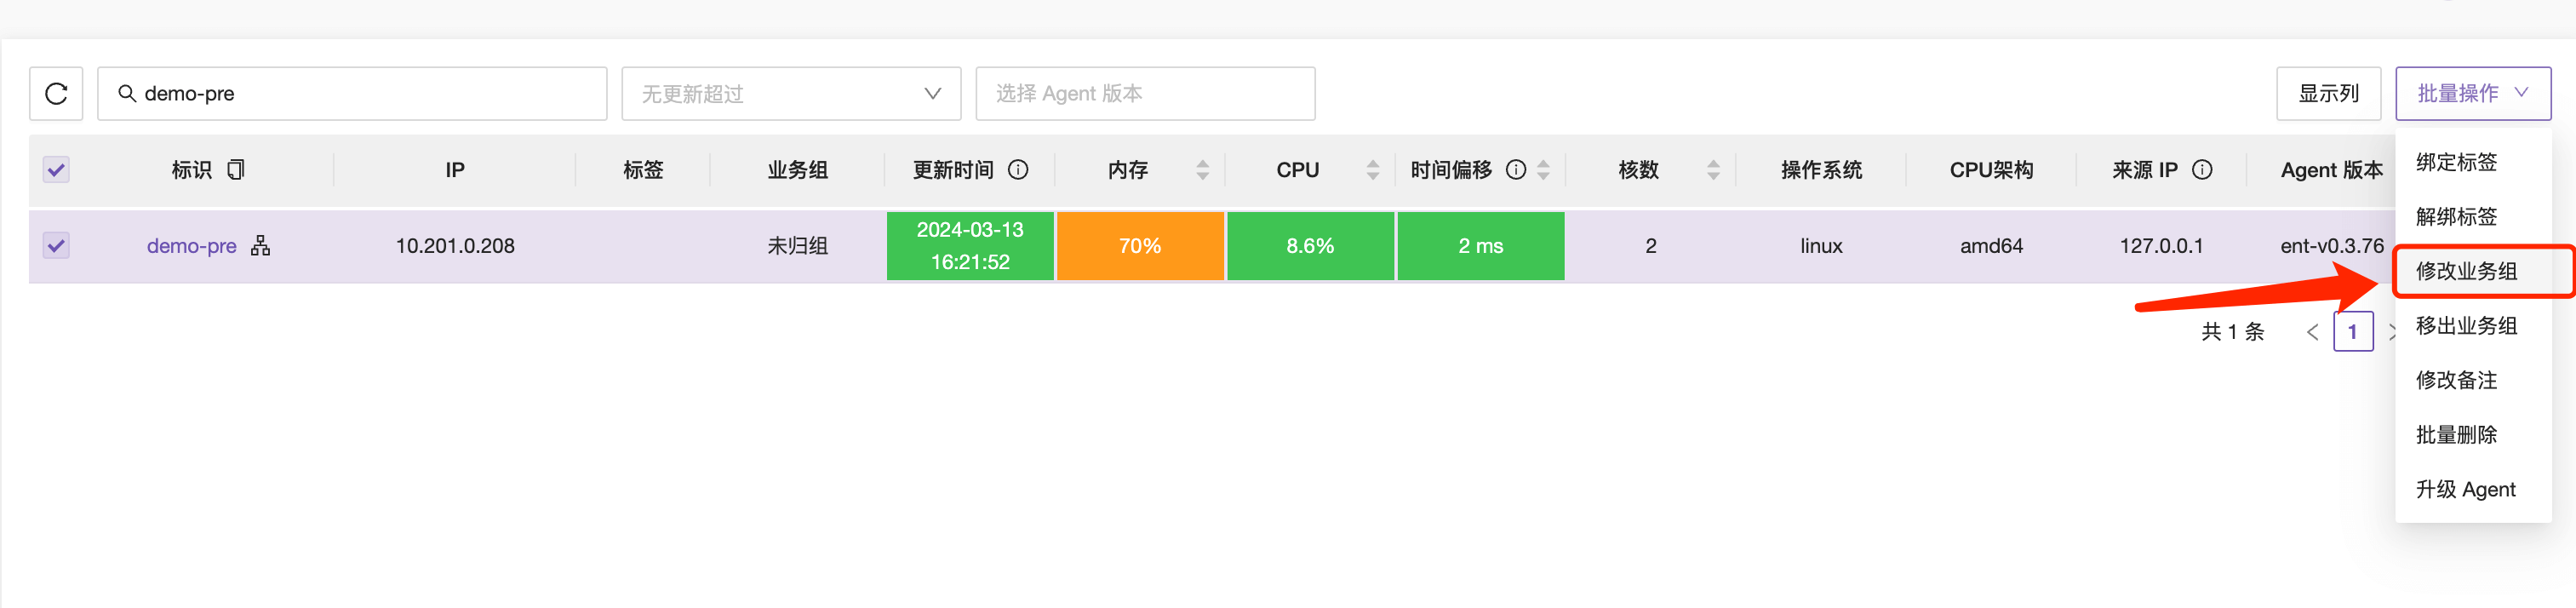 demo-pre
无更新超过
选择 Agent 版本
显示列
批量操作
标识
IP
标签
业务组
更新时间
内存
CPU
时间偏移
核数
操作系统
CPU架构
来源 IP
Agent 版本
demo-pre
10.201.0.208
未归组
2024-03-13
16:21:52
70%
8.6%
2 ms
2
linux
amd64
127.0.0.1
ent-v0.3.76
共 1 条
1
绑定标签
解绑标签
修改业务组
移出业务组
修改备注
批量删除
升级 Agent